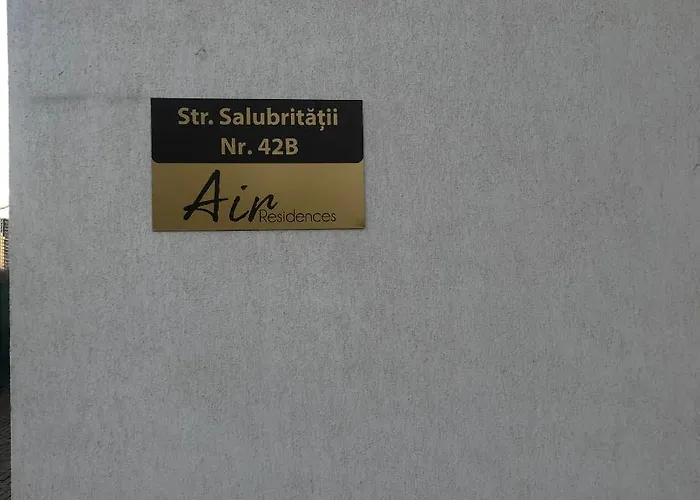 Str. Salubrității
Nr. 42B
Air
Residences